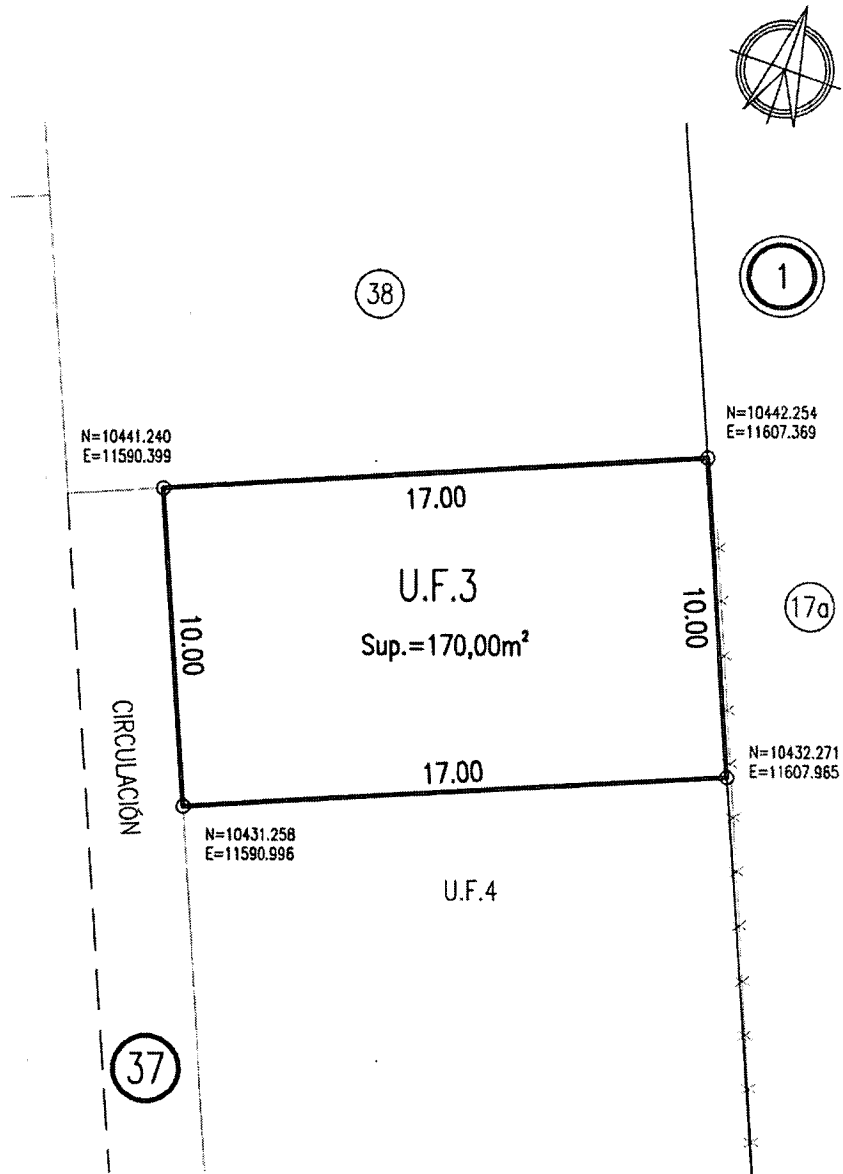 38
1
N=10441.240
E=11590.399
N=10442.254
E=11607.369
17.00
U.F.3
Sup.=170,00m²
10.00
10.00
17a
CIRCULACIÓN
17.00
N=10432.271
E=11607.965
N=10431.258
E=11590.996
U.F.4
37